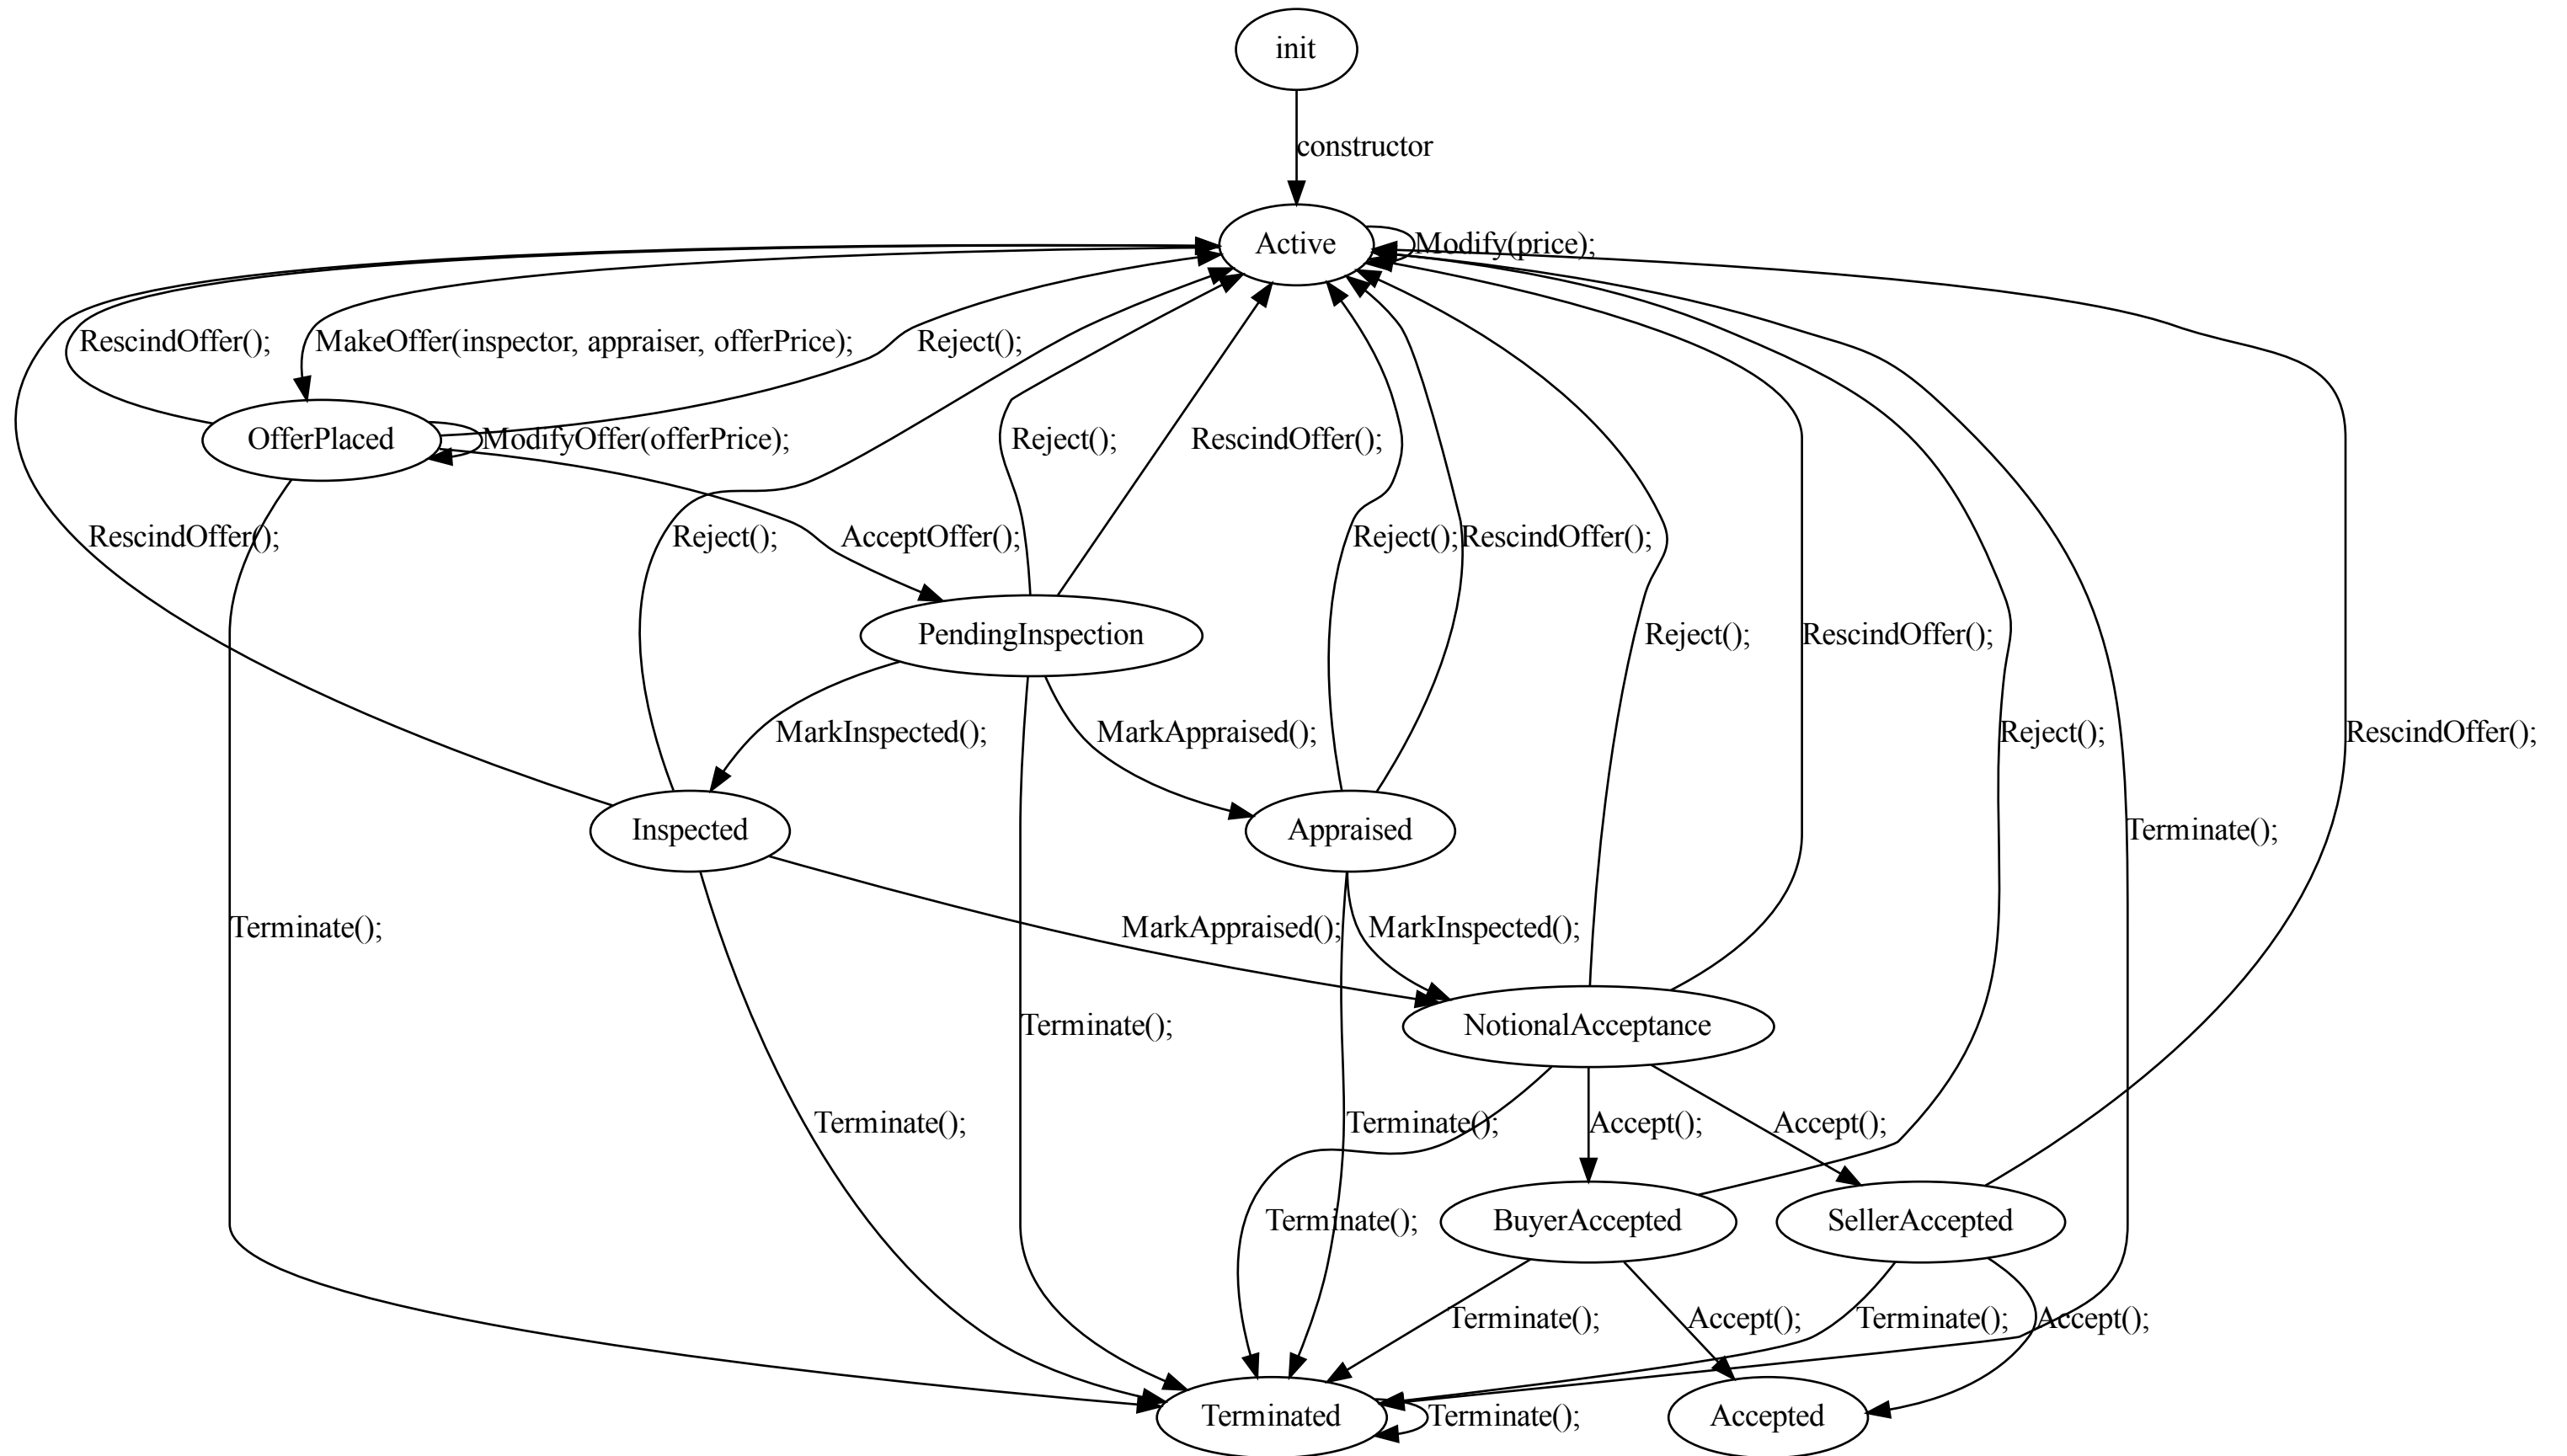 init
constructor
Active
Modify(price);
RescindOffer();
MakeOffer(inspector, appraiser, offerPrice);
Reject();
OfferPlaced
ModifyOffer(offerPrice);
Reject();
RescindOffer();
RescindOffer();
Reject();
AcceptOffer();
Reject();
RescindOffer();
PendingInspection
Reject();
RescindOffer();
MarkInspected();
MarkAppraised();
Reject();
RescindOffer();
Inspected
Appraised
Terminate();
Terminate();
MarkAppraised();
MarkInspected();
NotionalAcceptance
Terminate();
Terminate();
Terminate();
Accept();
Accept();
Terminate();
BuyerAccepted
SellerAccepted
Terminate();
Accept();
Terminate();
Accept();
Terminated
Terminate();
Accepted